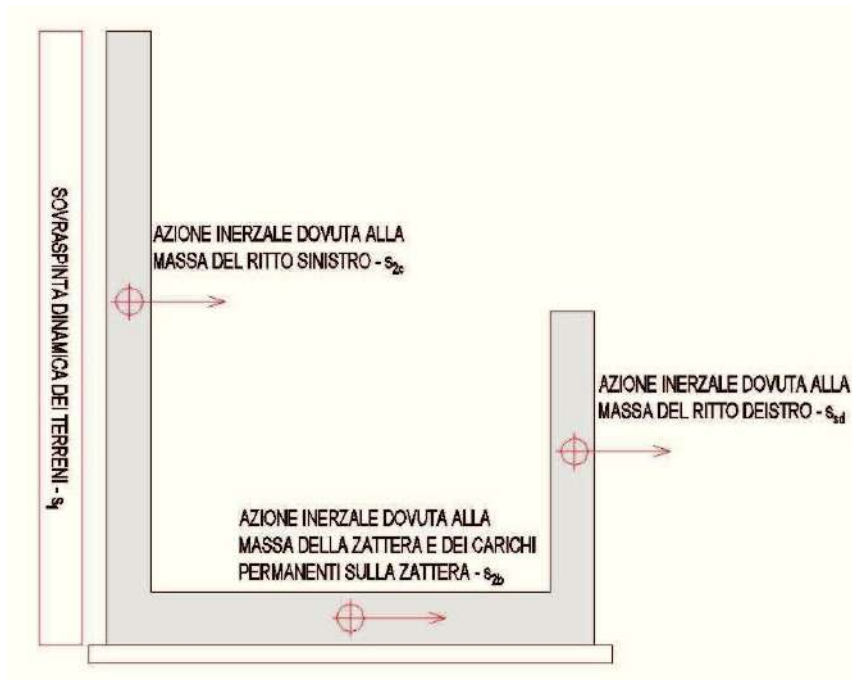 SOVRASPINTA DINAMICA DEI TERRENI - s₁
AZIONE INERZALE DOVUTA ALLA
MASSA DEL RITTO SINISTRO - s₂c
AZIONE INERZALE DOVUTA ALLA
MASSA DEL RITTO DEISTRO - ssd
AZIONE INERZALE DOVUTA ALLA
MASSA DELLA ZATTERA E DEI CARICHI
PERMANENTI SULLA ZATTERA - s₂b